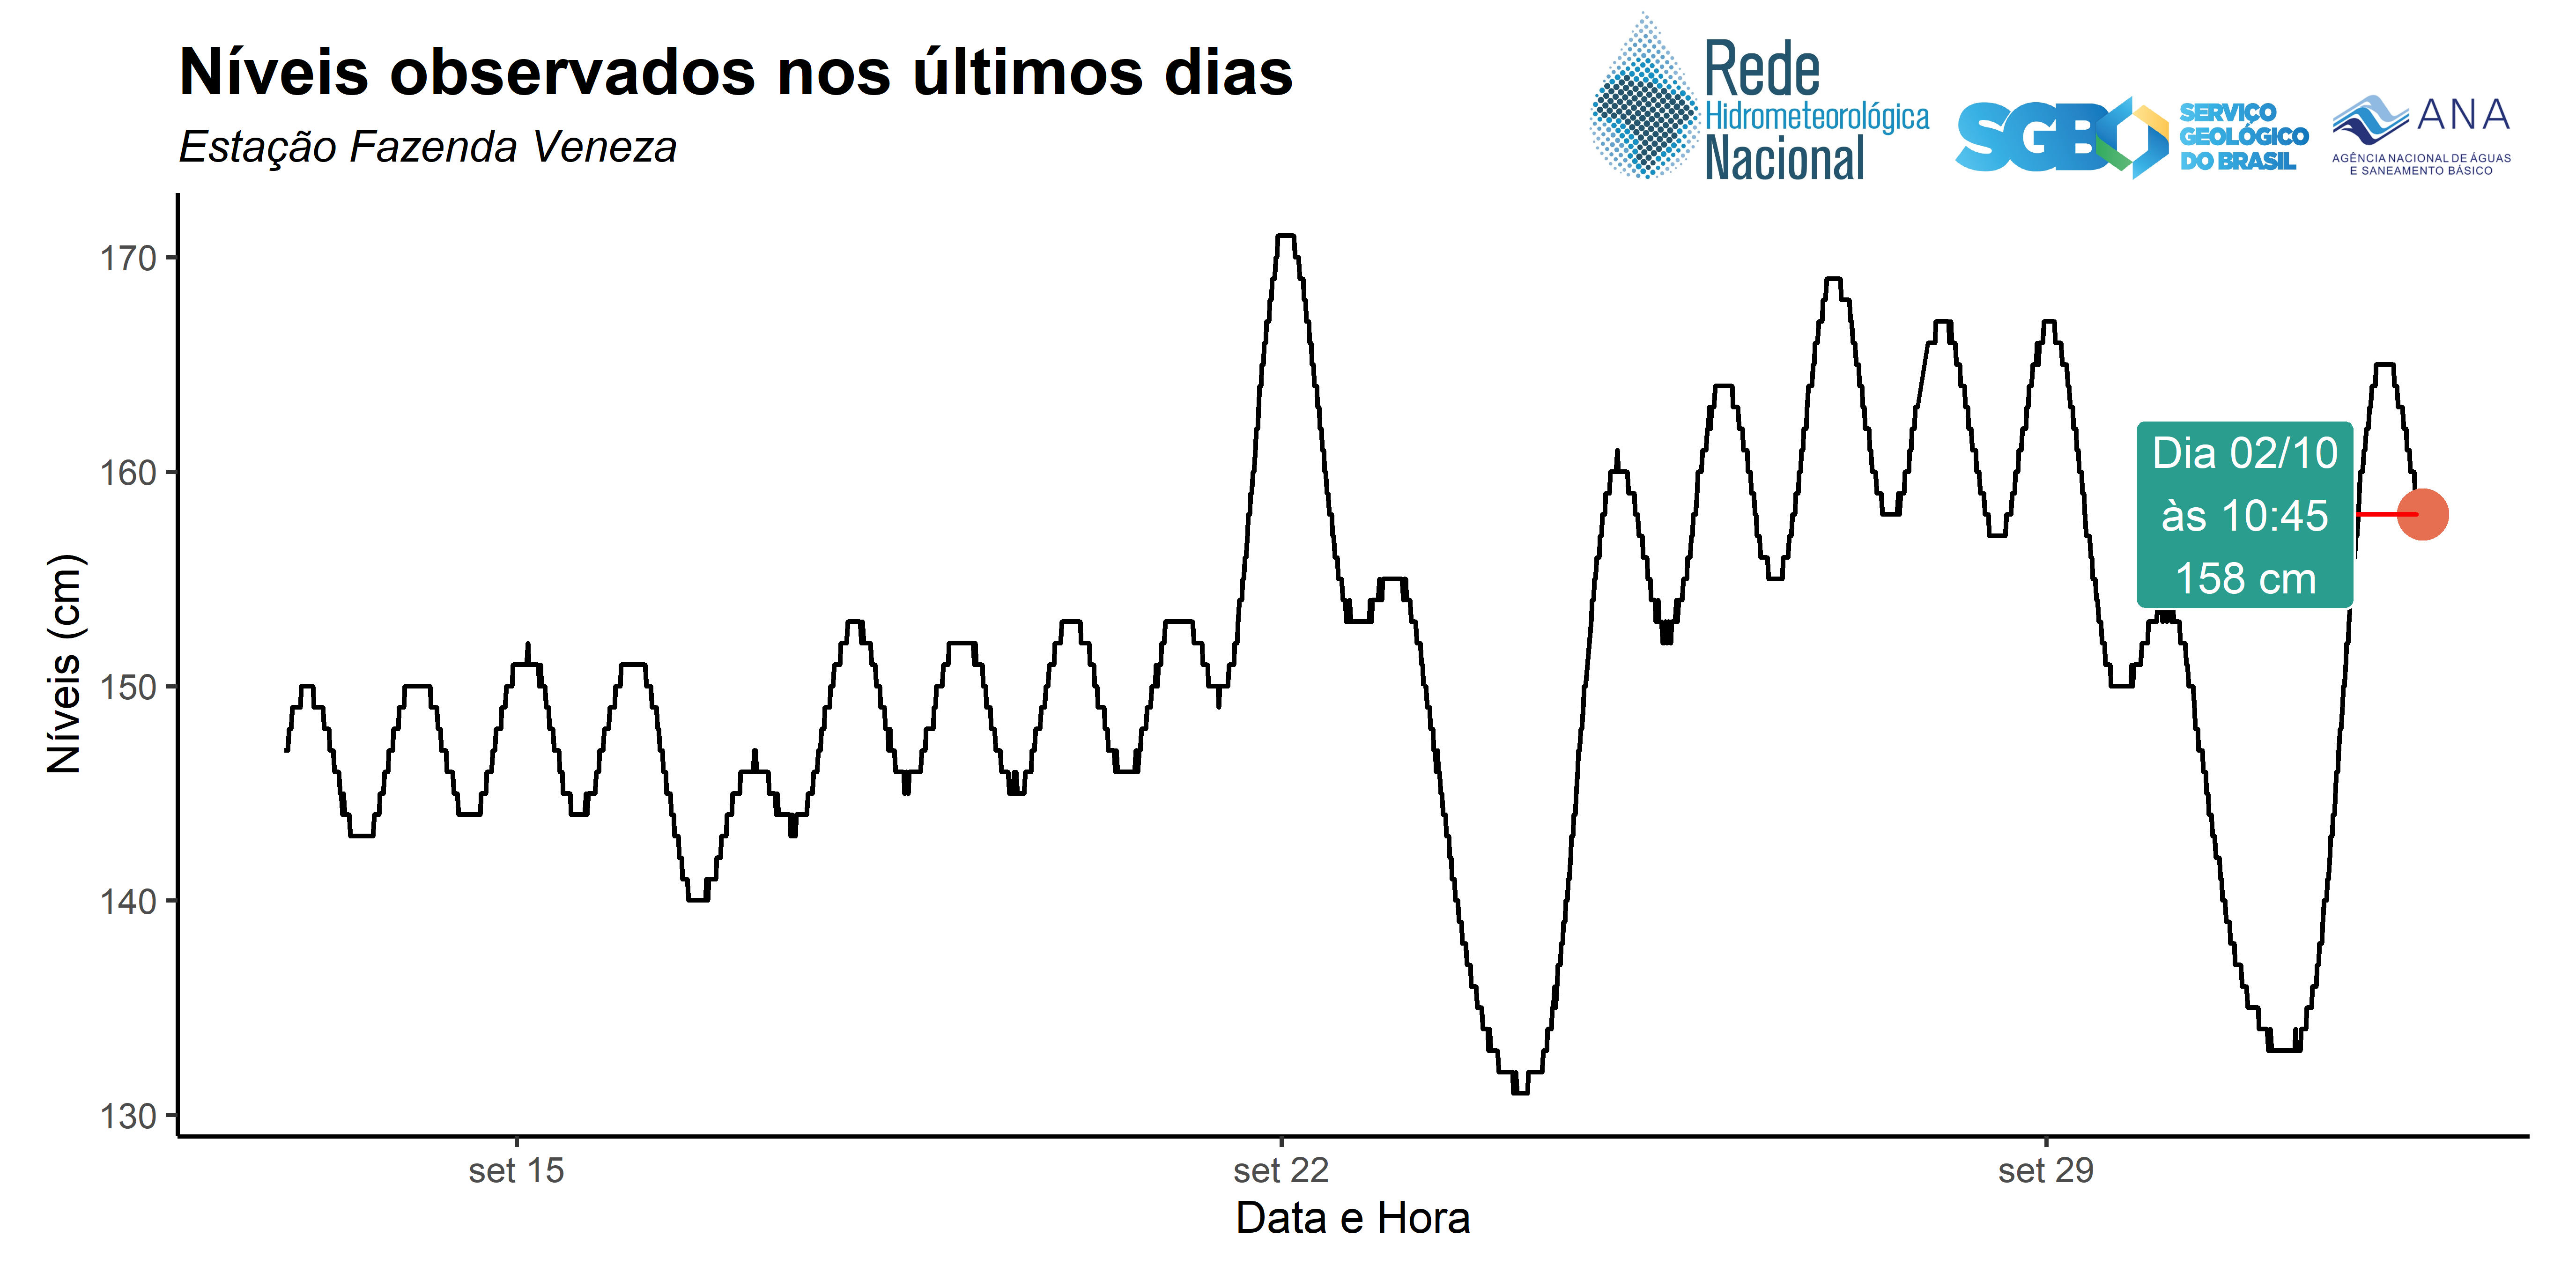 Níveis observados nos últimos dias
Estação Fazenda Veneza
Rede
Hidrometeorológica
Nacional
SGB
SERVIÇO
GEOLÓGICO
DO BRASIL
ANA
AGÊNCIA NACIONAL DE ÁGUAS
E SANEAMENTO BÁSICO
170
160
150
140
130
Níveis (cm)
Dia 02/10
às 10:45
158 cm
set 15
set 22
set 29
Data e Hora